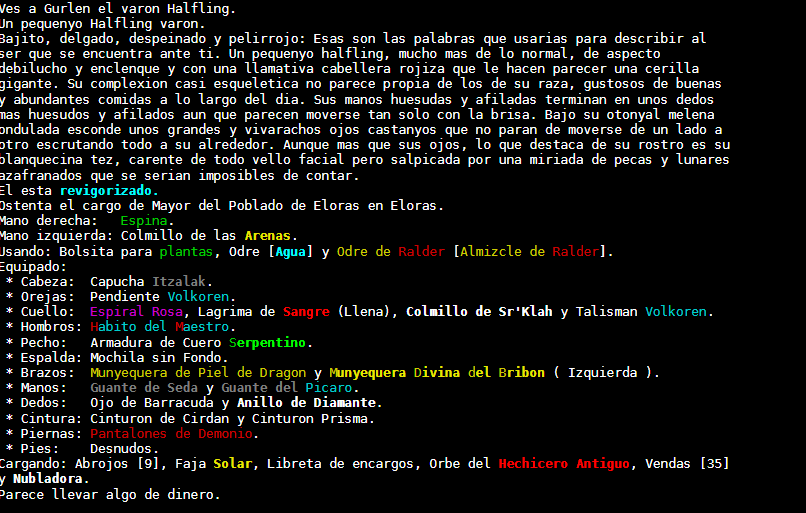 Ves a Gurlen el varon Halfling.
Un pequenyo Halfling varon.
Bajito, delgado, despeinado y pelirrojo: Esas son las palabras que usarias para describir al
ser que se encuentra ante ti. Un pequenyo halfling, mucho mas de lo normal, de aspecto
debilucho y enclenque y con una llamativa cabellera rojiza que le hacen parecer una cerilla
gigante. Su complexion casi esqueletica no parece propia de los de su raza, gustosos de buenas
y abundantes comidas a lo largo del dia. Sus manos huesudas y afiladas terminan en unos dedos
mas huesudos y afilados aun que parecen moverse tan solo con la brisa. Bajo su otonyal melena
ondulada esconde unos grandes y vivarachos ojos castanyos que no paran de moverse de un lado a
otro escrutando todo a su alrededor. Aunque mas que sus ojos, lo que destaca de su rostro es su
blanquecina tez, carente de todo vello facial pero salpicada por una miriada de pecas y lunares
azafranados que se serian imposibles de contar.
El esta revigorizado.
Ostenta el cargo de Mayor del Poblado de Eloras en Eloras.
Mano derecha:   Espina.
Mano izquierda: Colmillo de las Arenas.
Usando: Bolsita para plantas, Odre [Agua] y Odre de Ralder [Almizcle de Ralder].
Equipado:
 * Cabeza:  Capucha Itzalak.
 * Orejas:  Pendiente Volkoren.
 * Cuello:  Espiral Rosa, Lagrima de Sangre (Llena), Colmillo de Sr'Klah y Talisman Volkoren.
 * Hombros: Habito del Maestro.
 * Pecho:   Armadura de Cuero Serpentino.
 * Espalda: Mochila sin Fondo.
 * Brazos:  Munyequera de Piel de Dragon y Munyequera Divina del Bribon ( Izquierda ).
 * Manos:   Guante de Seda y Guante del Picaro.
 * Dedos:   Ojo de Barracuda y Anillo de Diamante.
 * Cintura: Cinturon de Cirdan y Cinturon Prisma.
 * Piernas: Pantalones de Demonio.
 * Pies:    Desnudos.
Cargando: Abrojos [9], Faja Solar, Libreta de encargos, Orbe del Hechicero Antiguo, Vendas [35]
y Nubladora.
Parece llevar algo de dinero.